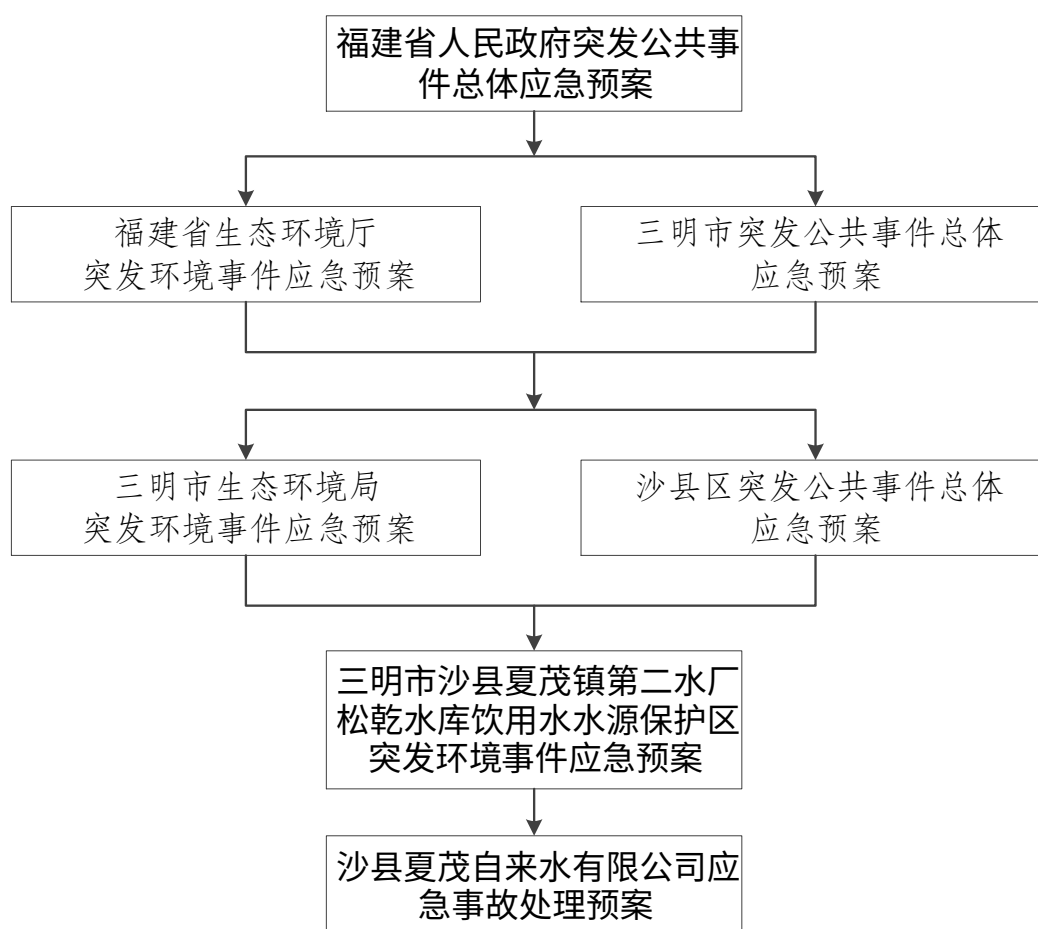 福建省人民政府突发公共事
件总体应急预案
福建省生态环境厅
突发环境事件应急预案
三明市突发公共事件总体
应急预案
三明市生态环境局
突发环境事件应急预案
沙县区突发公共事件总体
应急预案
三明市沙县夏茂镇第二水厂
松乾水库饮用水水源保护区
突发环境事件应急预案
沙县夏茂自来水有限公司应
急事故处理预案